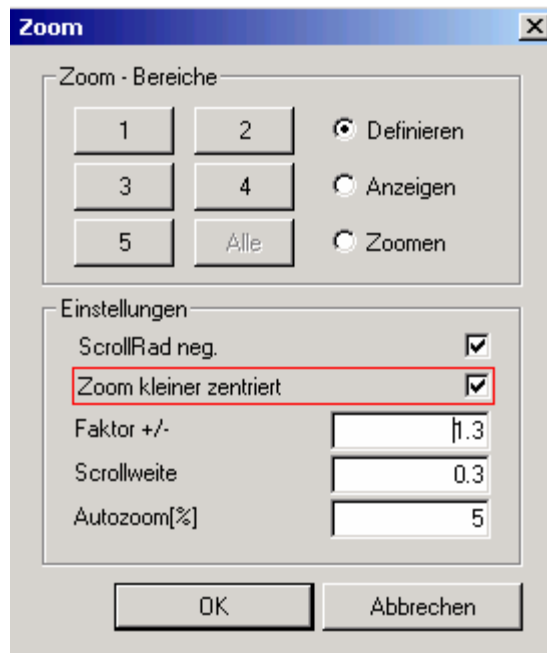 Zoom
Zoom - Bereiche
1 2 Definieren
3 4 Anzeigen
5 Alle Zoomen
Einstellungen
ScrollRad neg.
Zoom kleiner zentriert
Faktor +/- 1.3
Scrollweite 0.3
Autozoom[%] 5
OK Abbrechen